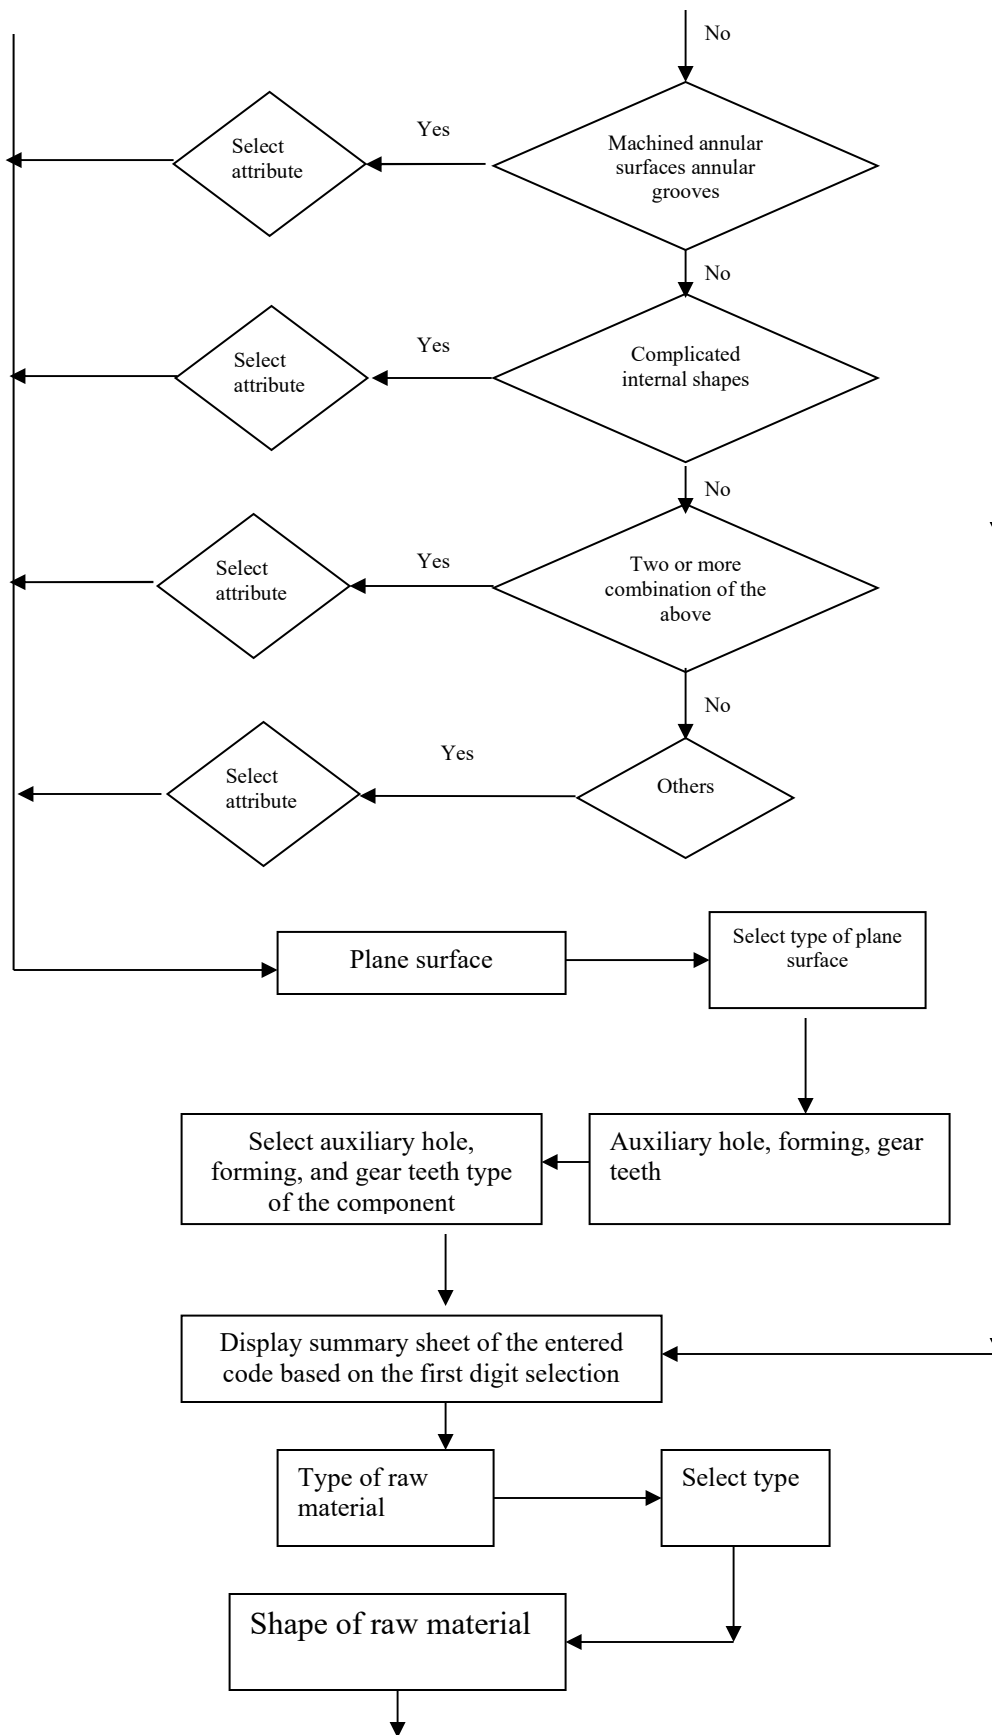 No
Machined annular
surfaces annular
grooves
Yes
Select
attribute
No
Complicated
internal shapes
Yes
Select
attribute
No
Two or more
combination of the
above
Yes
Select
attribute
No
Others
Yes
Select
attribute
Plane surface
Select type of plane
surface
Auxiliary hole, forming, gear
teeth
Select auxiliary hole,
forming, and gear teeth type
of the component
Display summary sheet of the entered
code based on the first digit selection
Type of raw
material
Select type
Shape of raw material